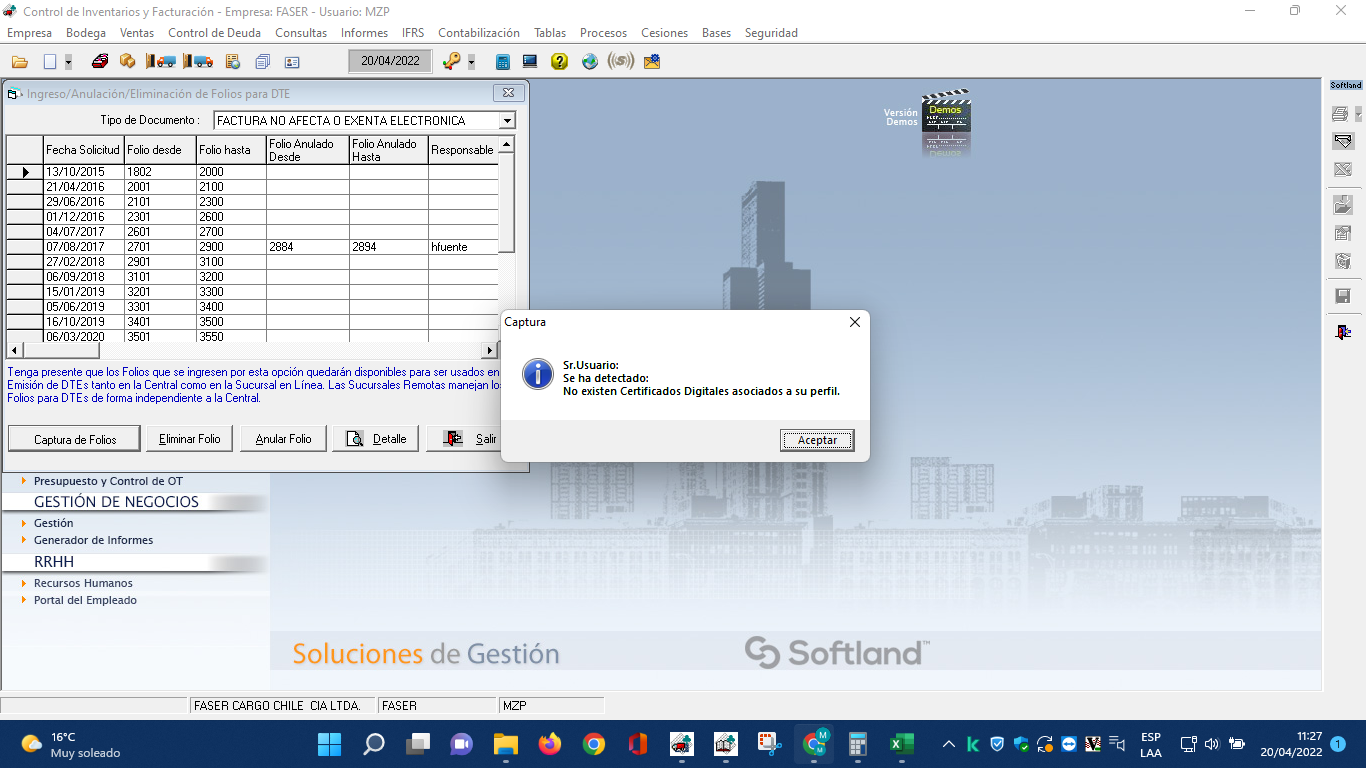 Control de Inventarios y Facturación - Empresa: FASER - Usuario: MZP
Empresa Bodega Ventas Control de Deuda Consultas Informes IFRS Contabilización Tablas Procesos Cesiones Bases Seguridad
20/04/2022
Softland
Ingreso/Anulación/Eliminación de Folios para DTE
Versión Demos
Demos
Tipo de Documento : FACTURA NO AFECTA O EXENTA ELECTRONICA
Fecha Solicitud Folio desde Folio hasta Folio Anulado Desde Folio Anulado Hasta Responsable
13/10/2015 1802 2000
21/04/2016 2001 2100
29/06/2016 2101 2300
01/12/2016 2301 2600
04/07/2017 2601 2700
07/08/2017 2701 2900 2884 2894 hfuente
27/02/2018 2901 3100
06/09/2018 3101 3200
15/01/2019 3201 3300
05/06/2019 3301 3400
16/10/2019 3401 3500
06/03/2020 3501 3550
Tenga presente que los Folios que se ingresen por esta opción quedarán disponibles para ser usados en
Emisión de DTEs tanto en la Central como en la Sucursal en Línea. Las Sucursales Remotas manejan los
Folios para DTEs de forma independiente a la Central.
Captura de Folios Eliminar Folio Anular Folio Detalle Salir
Captura
Sr.Usuario:
Se ha detectado:
No existen Certificados Digitales asociados a su perfil.
Aceptar
Presupuesto y Control de OT
GESTIÓN DE NEGOCIOS
Gestión
Generador de Informes
RRHH
Recursos Humanos
Portal del Empleado
Soluciones de Gestión
Softland™
FASER CARGO CHILE CIA LTDA. FASER MZP
16°C
Muy soleado
M
ESP
LAA
11:27
20/04/2022
1